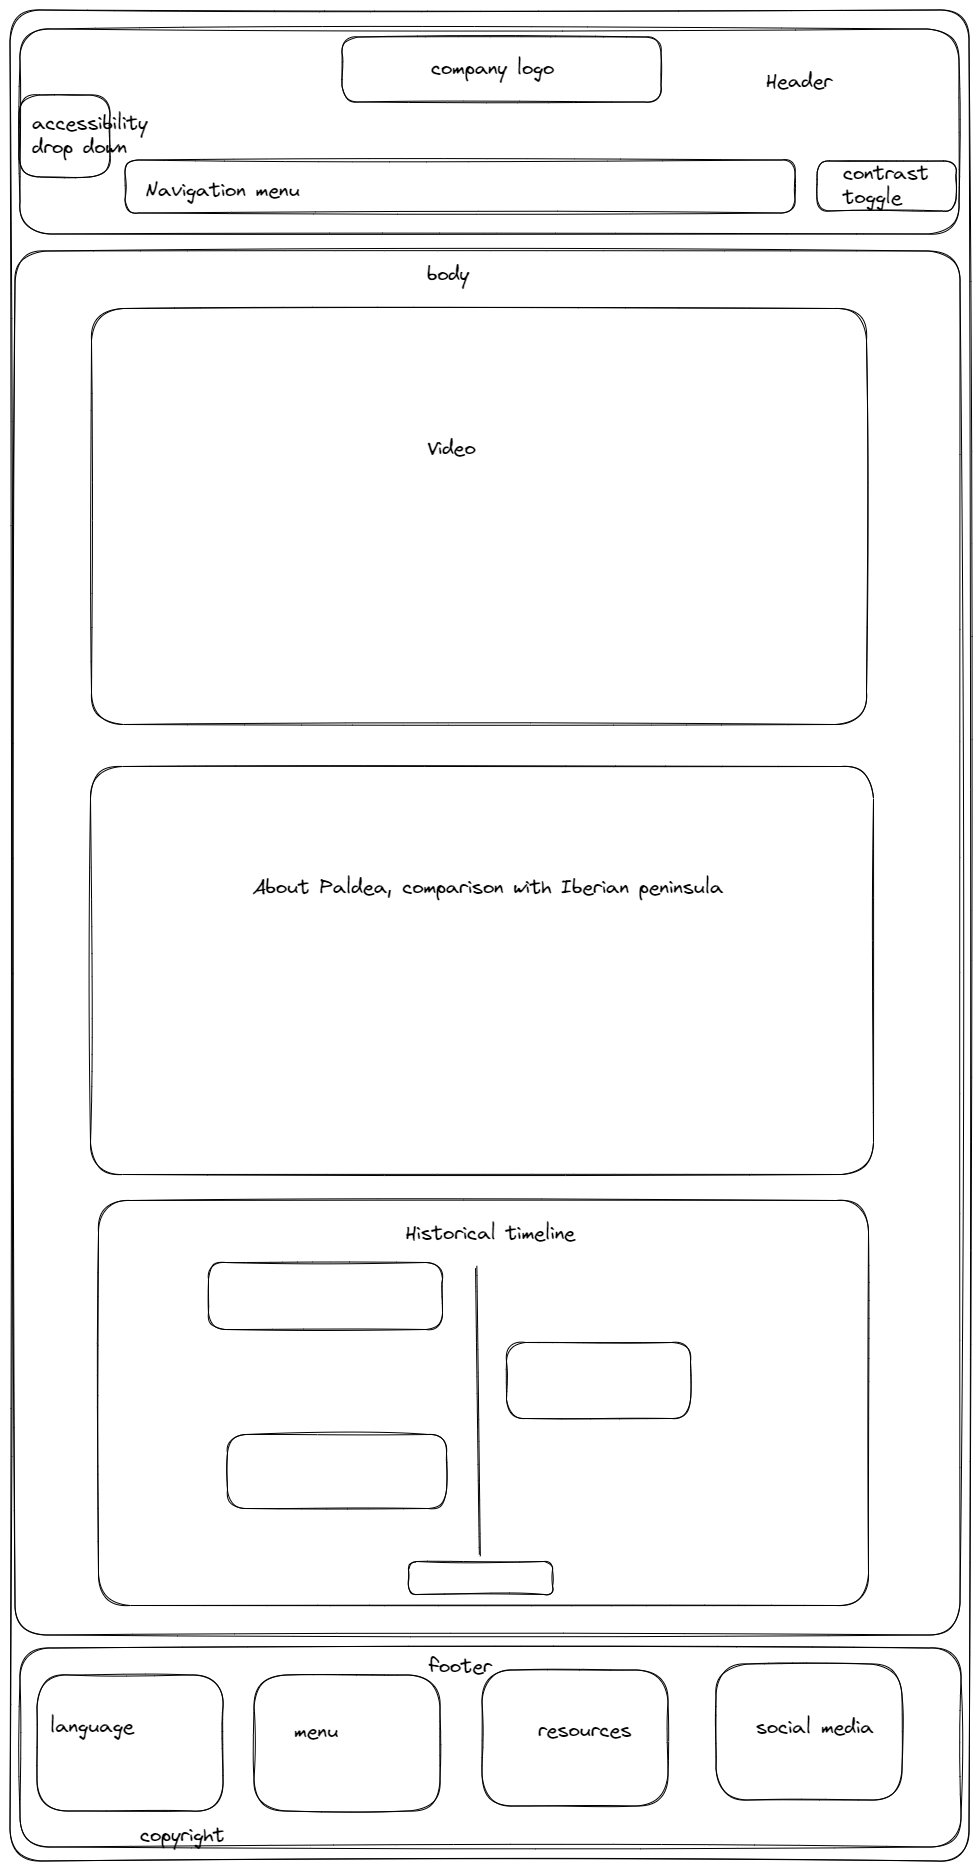 company logo
Header
accessibility
drop down
Navigation menu
contrast
toggle
body
Video
About Paldea, comparison with Iberian peninsula
Historical timeline
footer
language
menu
resources
social media
copyright